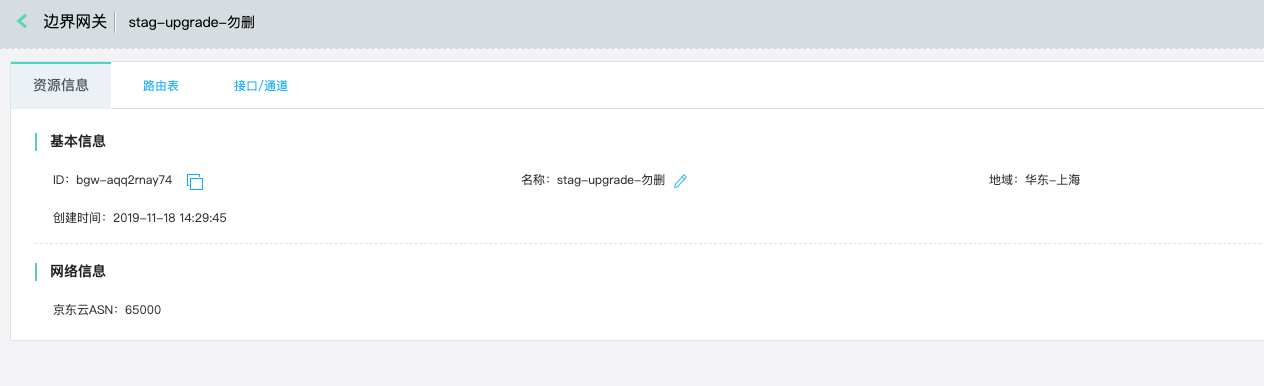 边界网关 stag-upgrade-勿删
资源信息 路由表 接口/通道
基本信息
ID：bgw-aqq2rnay74 名称：stag-upgrade-勿删 地域：华东-上海
创建时间：2019-11-18 14:29:45
网络信息
京东云ASN：65000